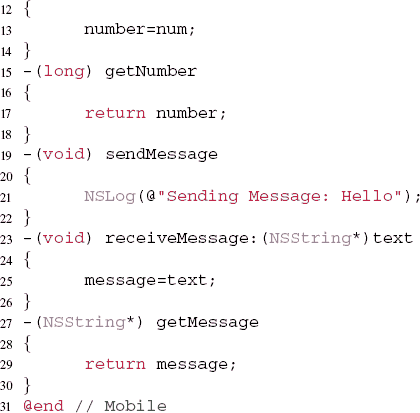 12 {
13 number=num;
14 }
15 -(long) getNumber
16 {
17 return number;
18 }
19 -(void) sendMessage
20 {
21 NSLog(@"Sending Message: Hello");
22 }
23 -(void) receiveMessage:(NSString*)text
24 {
25 message=text;
26 }
27 -(NSString*) getMessage
28 {
29 return message;
30 }
31 @end // Mobile